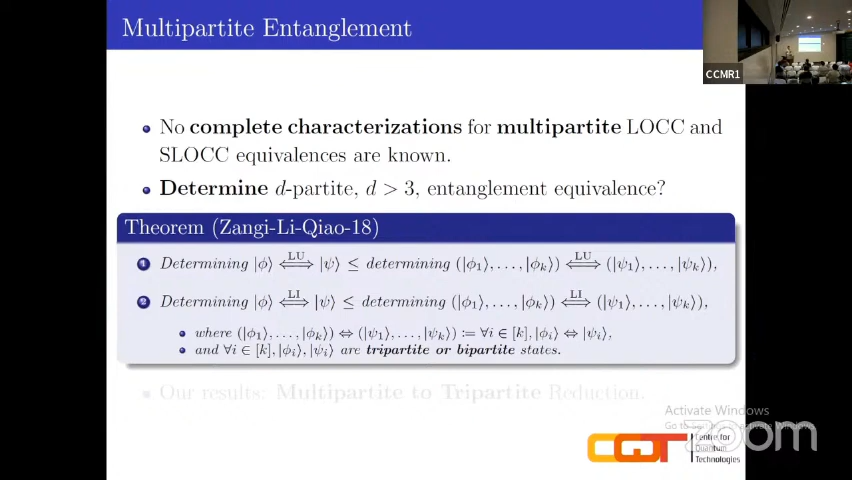 Multipartite Entanglement
CCMR1
No complete characterizations for multipartite LOCC and
SLOCC equivalences are known.
Determine d-partite, d > 3, entanglement equivalence?
Theorem (Zangi-Li-Qiao-18)
1 Determining |ϕ⟩ ⟺LU |ψ⟩ ≤ determining (|ϕ₁⟩, . . . , |ϕₖ⟩) ⟺LU (|ψ₁⟩, . . . , |ψₖ⟩),
2 Determining |ϕ⟩ ⟺LI |ψ⟩ ≤ determining (|ϕ₁⟩, . . . , |ϕₖ⟩) ⟺LI (|ψ₁⟩, . . . , |ψₖ⟩),
where (|ϕ₁⟩, . . . , |ϕₖ⟩) ⇔ (|ψ₁⟩, . . . , |ψₖ⟩) := ∀i ∈ [k], |ϕᵢ⟩ ⇔ |ψᵢ⟩,
and ∀i ∈ [k], |ϕᵢ⟩, |ψᵢ⟩ are tripartite or bipartite states.
Our results: Multipartite to Tripartite Reduction.
Activate Windows
zoom
CQT
Centre for
Quantum
Technologies